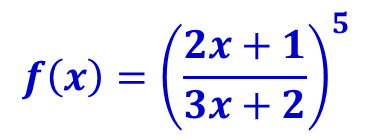 f(x) = ((2x + 1)/(3x + 2))^5